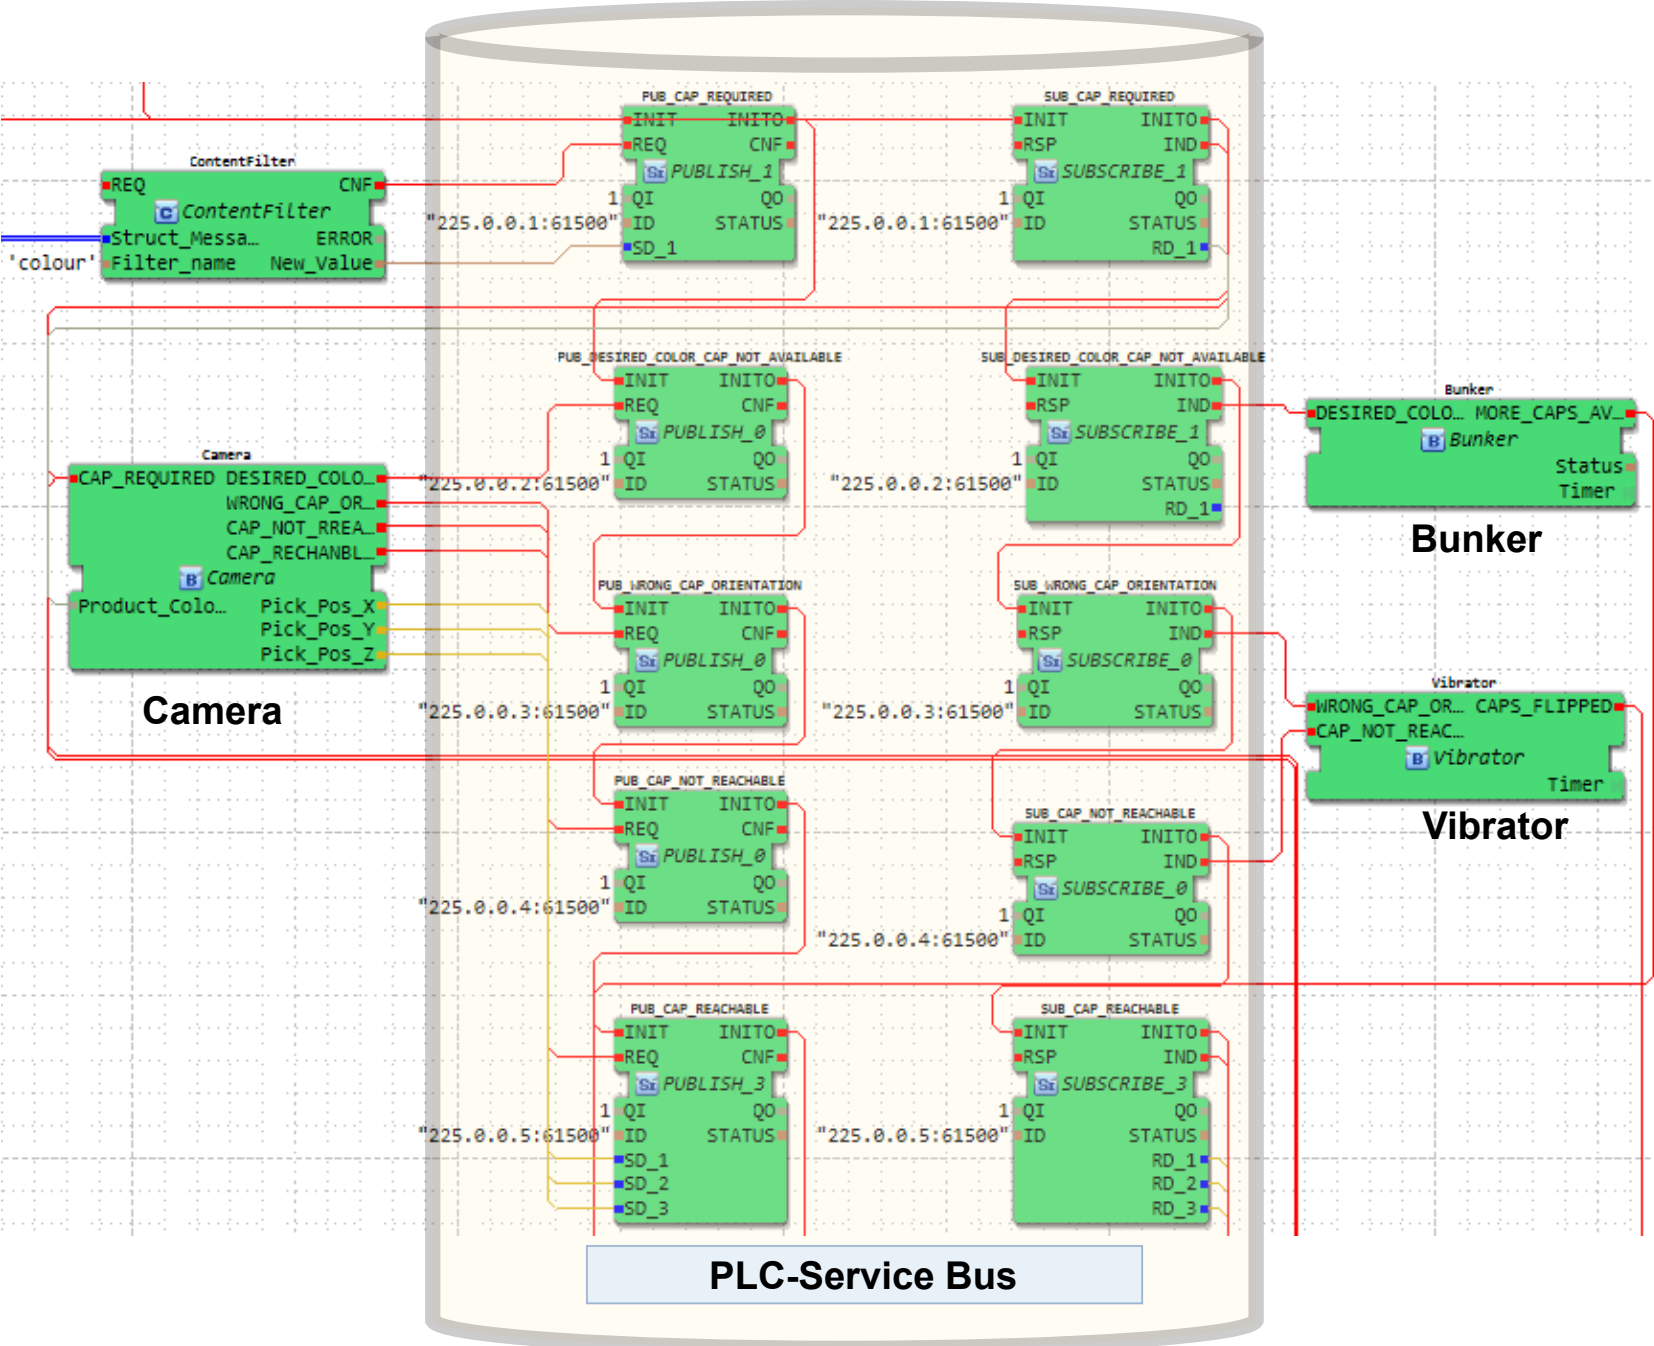 PUB_CAP_REQUIRED
INIT INITO
REQ CNF
PUBLISH_1
1 QI QO
"225.0.0.1:61500" ID STATUS
SD_1
SUB_CAP_REQUIRED
INIT INITO
RSP IND
SUBSCRIBE_1
1 QI QO
"225.0.0.1:61500" ID STATUS
RD_1
ContentFilter
REQ CNF
ContentFilter
Struct_Messa… ERROR
'colour' Filter_name New_Value
PUB_DESIRED_COLOR_CAP_NOT_AVAILABLE
INIT INITO
REQ CNF
PUBLISH_0
1 QI QO
"225.0.0.2:61500" ID STATUS
SUB_DESIRED_COLOR_CAP_NOT_AVAILABLE
INIT INITO
RSP IND
SUBSCRIBE_1
1 QI QO
"225.0.0.2:61500" ID STATUS
RD_1
Bunker
DESIRED_COLO… MORE_CAPS_AV…
Bunker
Status
Timer
Bunker
Camera
CAP_REQUIRED DESIRED_COLO…
WRONG_CAP_OR…
CAP_NOT_RREA…
CAP_RECHANBL…
Camera
Product_Colo… Pick_Pos_X
Pick_Pos_Y
Pick_Pos_Z
Camera
PUB_WRONG_CAP_ORIENTATION
INIT INITO
REQ CNF
PUBLISH_0
1 QI QO
"225.0.0.3:61500" ID STATUS
SUB_WRONG_CAP_ORIENTATION
INIT INITO
RSP IND
SUBSCRIBE_0
1 QI QO
"225.0.0.3:61500" ID STATUS
Vibrator
WRONG_CAP_OR… CAPS_FLIPPED
CAP_NOT_REAC…
Vibrator
Timer
Vibrator
PUB_CAP_NOT_REACHABLE
INIT INITO
REQ CNF
PUBLISH_0
1 QI QO
"225.0.0.4:61500" ID STATUS
SUB_CAP_NOT_REACHABLE
INIT INITO
RSP IND
SUBSCRIBE_0
1 QI QO
"225.0.0.4:61500" ID STATUS
PUB_CAP_REACHABLE
INIT INITO
REQ CNF
PUBLISH_3
1 QI QO
"225.0.0.5:61500" ID STATUS
SD_1
SD_2
SD_3
SUB_CAP_REACHABLE
INIT INITO
RSP IND
SUBSCRIBE_3
1 QI QO
"225.0.0.5:61500" ID STATUS
RD_1
RD_2
RD_3
PLC-Service Bus